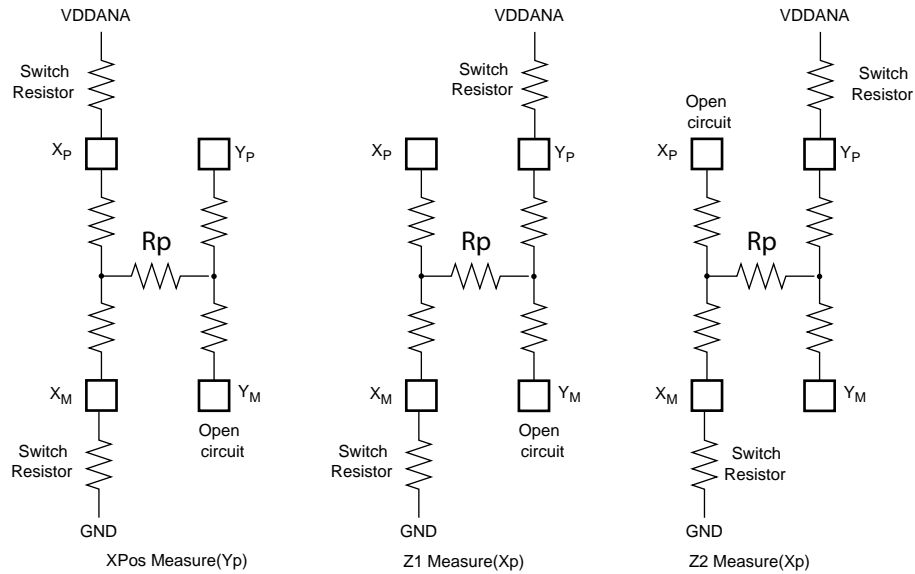 VDDANA
Switch
Resistor
XP
YP
Rp
XM
YM
Open
circuit
Switch
Resistor
GND
XPos Measure(Yp)
VDDANA
Switch
Resistor
XP
YP
Rp
XM
YM
Open
circuit
Switch
Resistor
GND
Z1 Measure(Xp)
VDDANA
Switch
Resistor
Open
circuit
XP
YP
Rp
XM
YM
Switch
Resistor
GND
Z2 Measure(Xp)